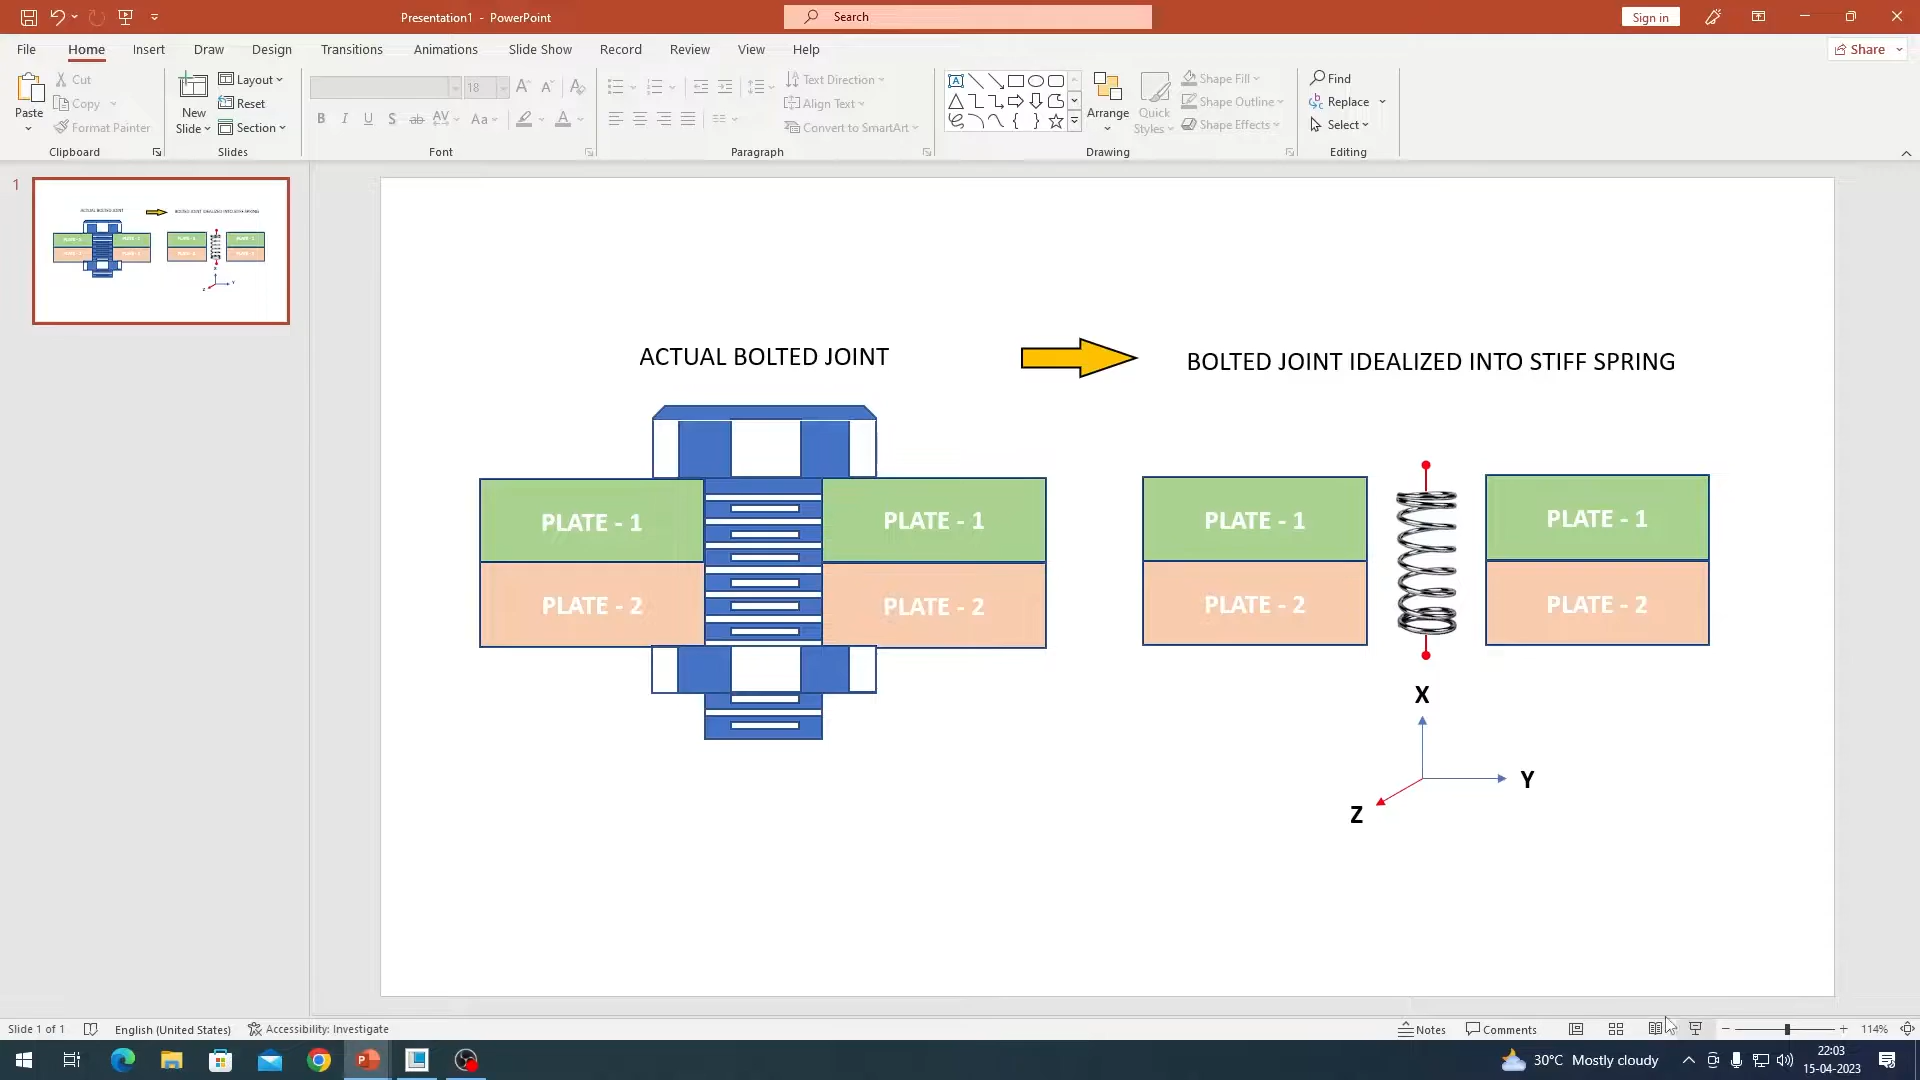 Presentation1 - PowerPoint
Search
Sign in
File Home Insert Draw Design Transitions Animations Slide Show Record Review View Help
Share
Paste
Cut
Copy
Format Painter
Clipboard
New Slide
Layout
Reset
Section
Slides
18
B I U S ab AV Aa A
Font
Text Direction
Align Text
Convert to SmartArt
Paragraph
Arrange
Quick Styles
Shape Fill
Shape Outline
Shape Effects
Drawing
Find
Replace
Select
Editing
1
ACTUAL BOLTED JOINT
BOLTED JOINT IDEALIZED INTO STIFF SPRING
PLATE - 1
PLATE - 1
PLATE - 1
PLATE - 1
PLATE - 2
PLATE - 2
PLATE - 2
PLATE - 2
X
Y
Z
Slide 1 of 1
English (United States)
Accessibility: Investigate
Notes
Comments
114%
30°C Mostly cloudy
22:03
15-04-2023